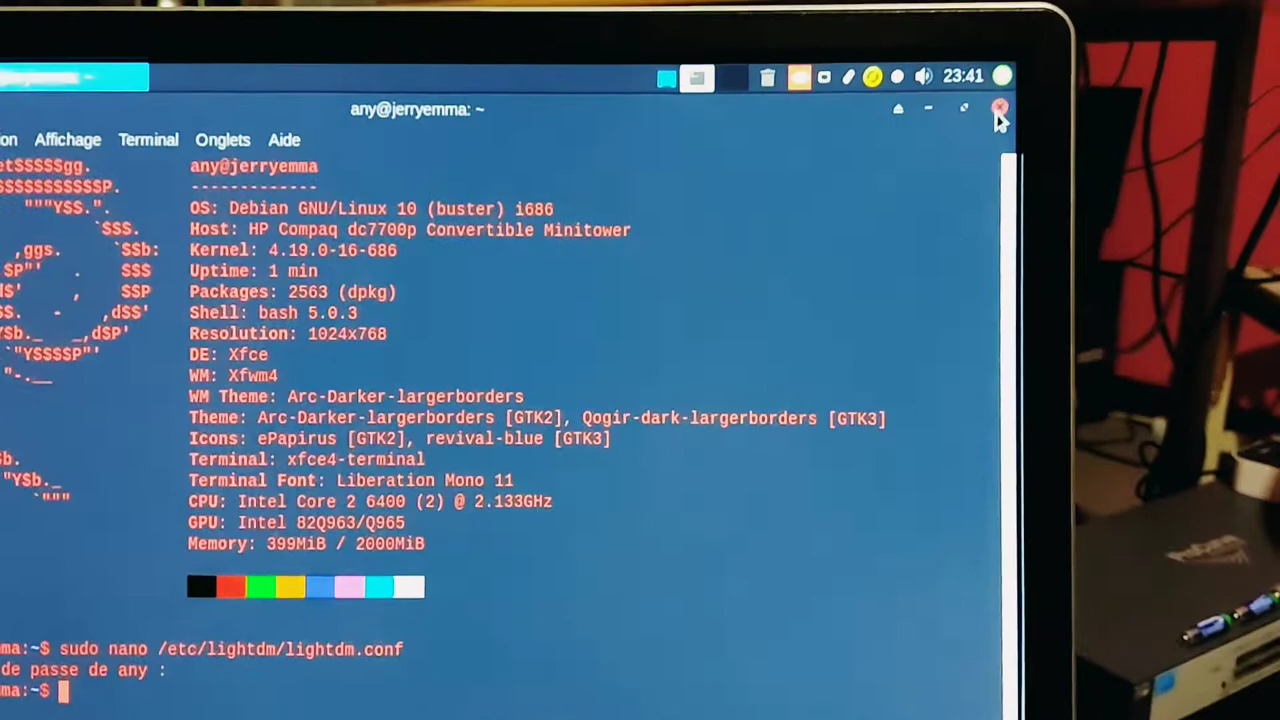 23:41
any@jerryemma: ~
Affichage Terminal Onglets Aide
any@jerryemma
-------------
OS: Debian GNU/Linux 10 (buster) i686
Host: HP Compaq dc7700p Convertible Minitower
Kernel: 4.19.0-16-686
Uptime: 1 min
Packages: 2563 (dpkg)
Shell: bash 5.0.3
Resolution: 1024x768
DE: Xfce
WM: Xfwm4
WM Theme: Arc-Darker-largerborders
Theme: Arc-Darker-largerborders [GTK2], Qogir-dark-largerborders [GTK3]
Icons: ePapirus [GTK2], revival-blue [GTK3]
Terminal: xfce4-terminal
Terminal Font: Liberation Mono 11
CPU: Intel Core 2 6400 (2) @ 2.133GHz
GPU: Intel 82Q963/Q965
Memory: 399MiB / 2000MiB
mma:~$ sudo nano /etc/lightdm/lightdm.conf
de passe de any :
mma:~$